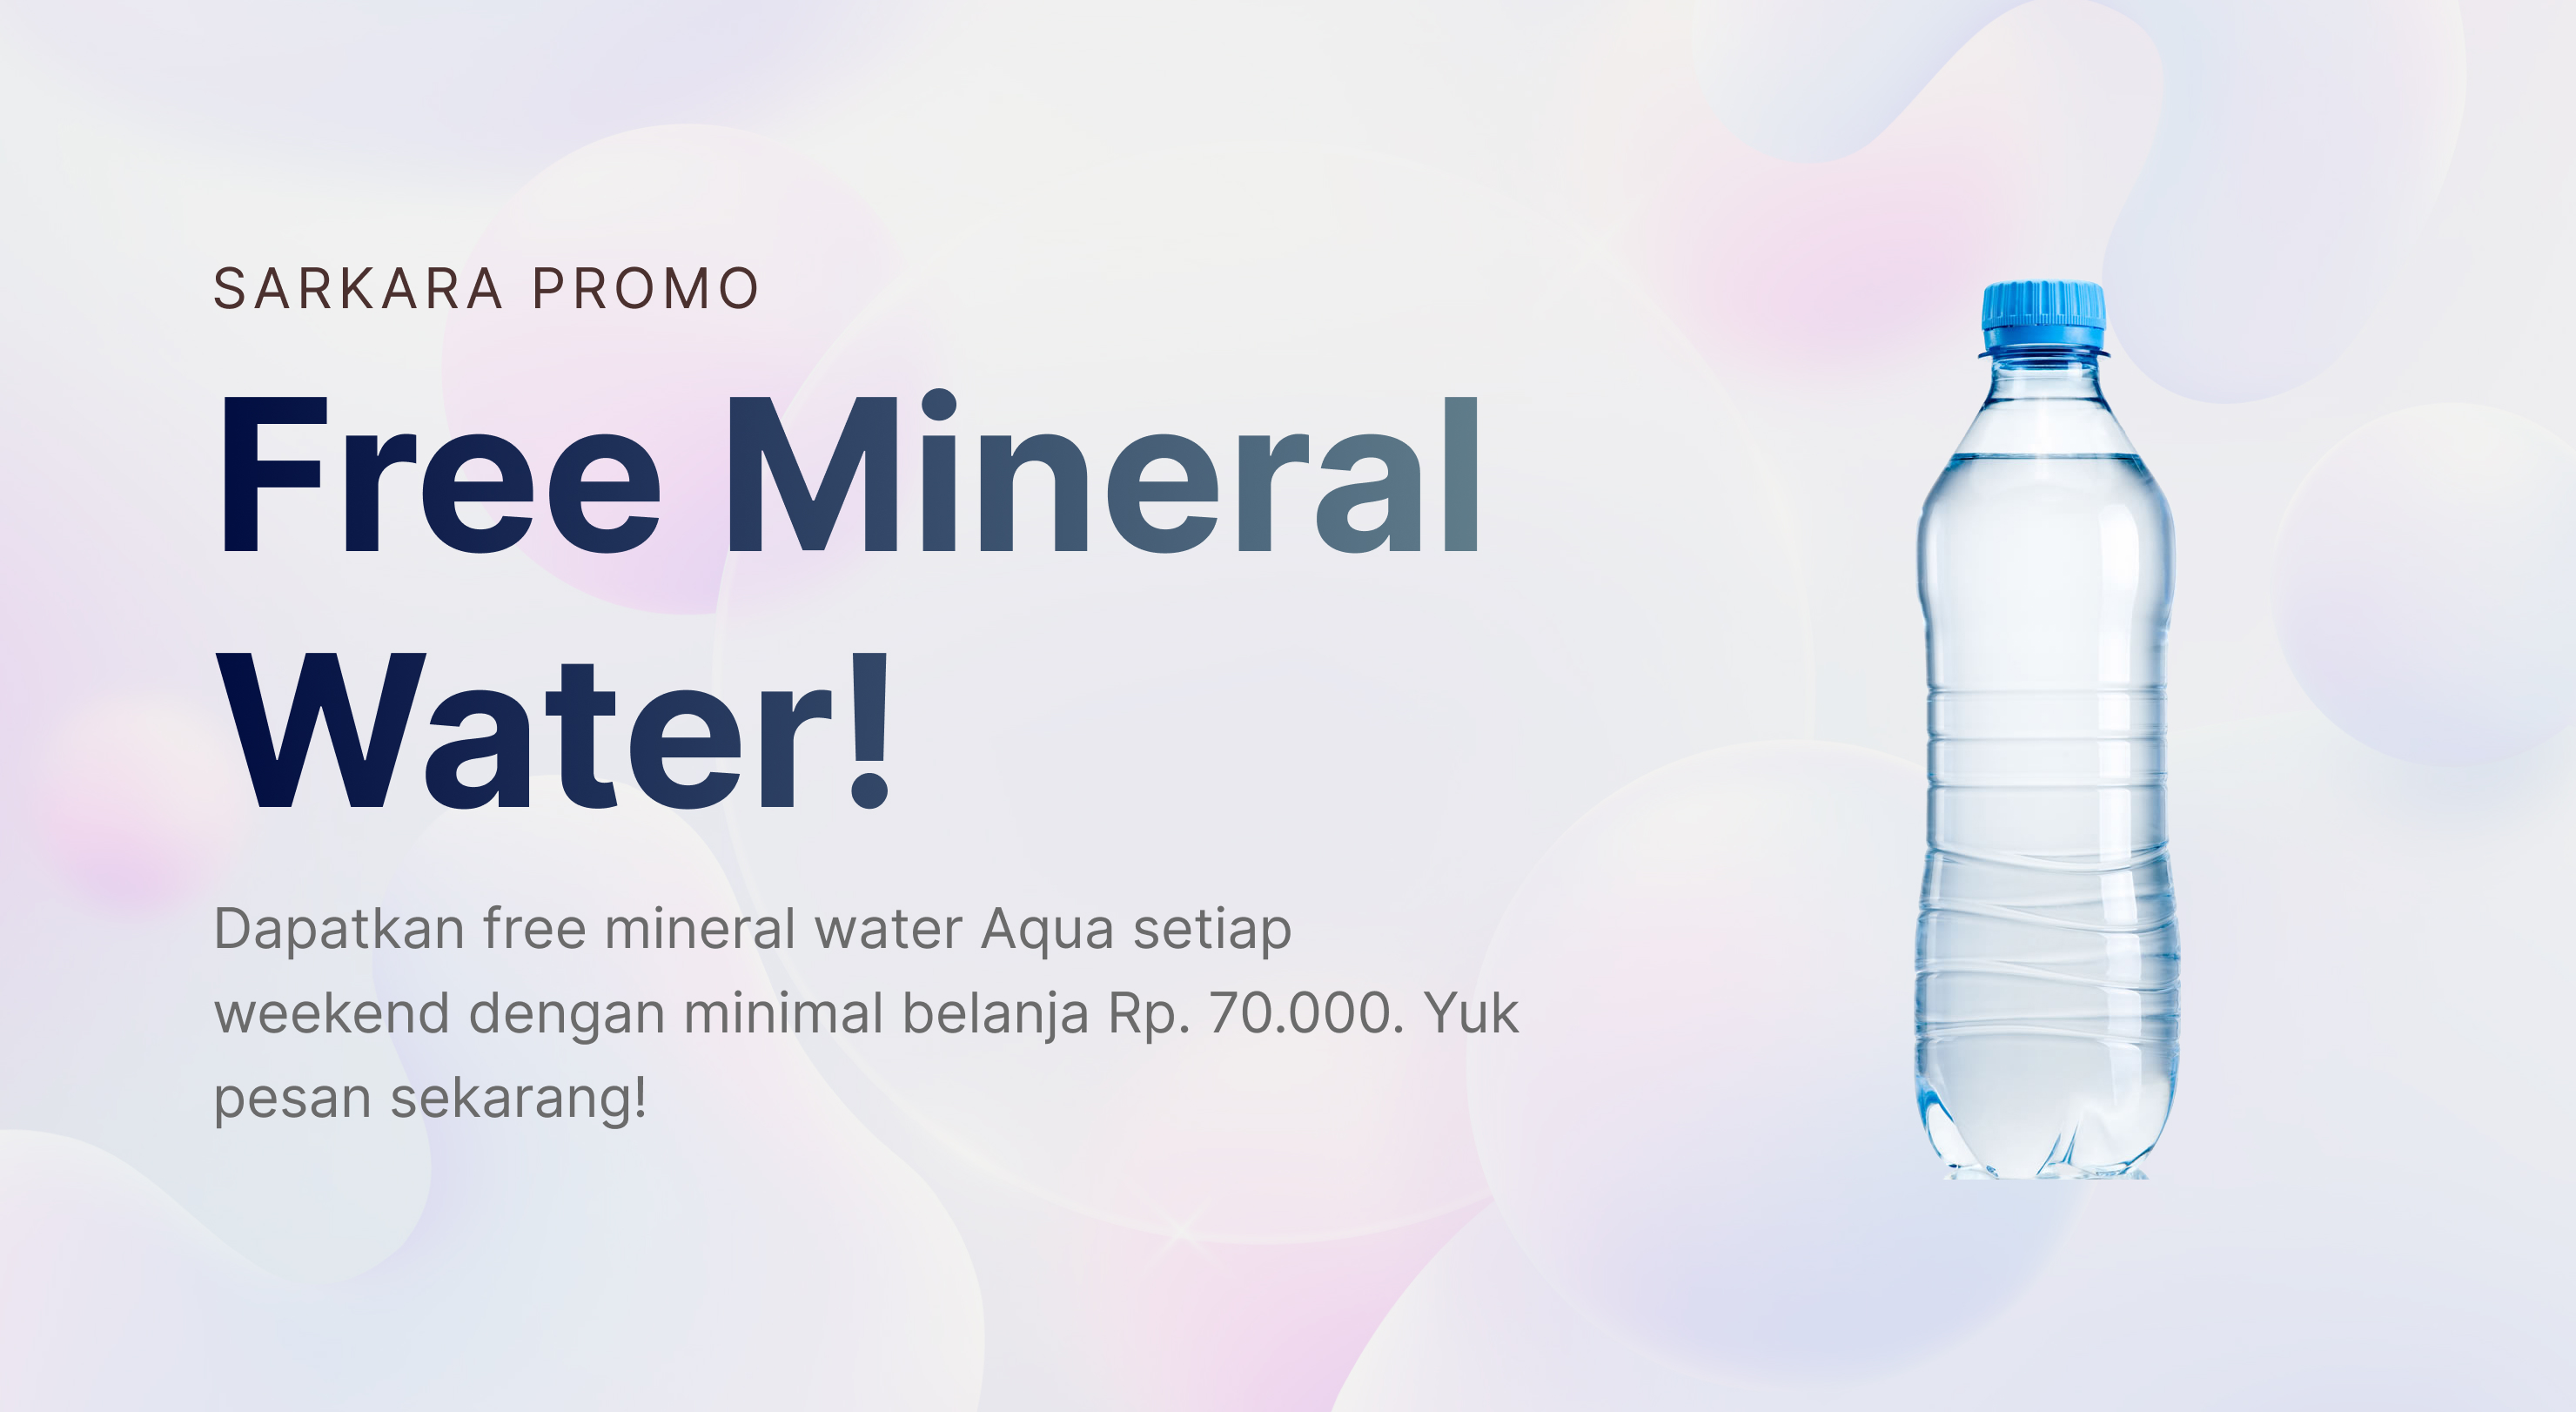 SARKARA PROMO
Free Mineral
Water!
Dapatkan free mineral water Aqua setiap
weekend dengan minimal belanja Rp. 70.000. Yuk
pesan sekarang!